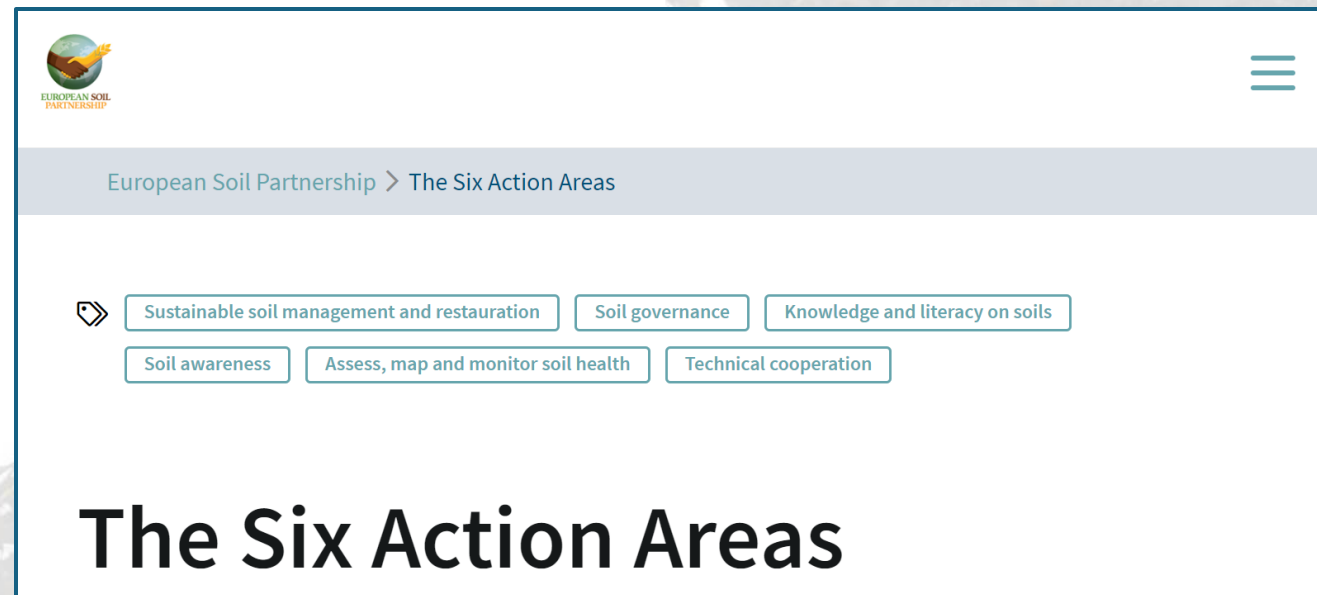 EUROPEAN SOIL
PARTNERSHIP
European Soil Partnership > The Six Action Areas
Sustainable soil management and restauration Soil governance Knowledge and literacy on soils
Soil awareness Assess, map and monitor soil health Technical cooperation
The Six Action Areas